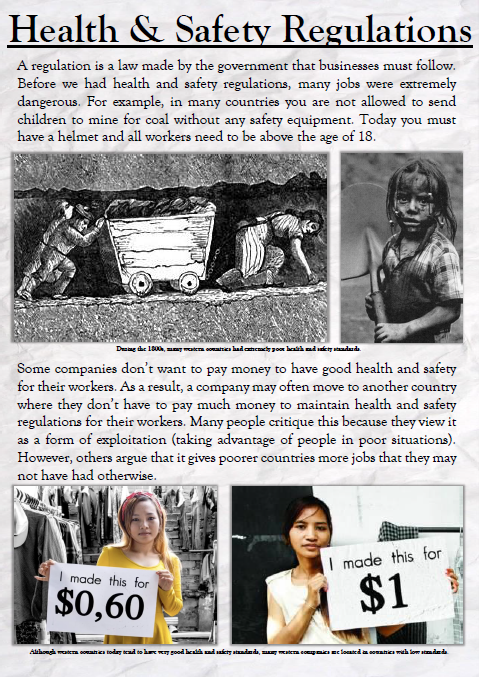 Health & Safety Regulations
A regulation is a law made by the government that businesses must follow.
Before we had health and safety regulations, many jobs were extremely
dangerous. For example, in many countries you are not allowed to send
children to mine for coal without any safety equipment. Today you must
have a helmet and all workers need to be above the age of 18.
During the 1800s, many western countries had extremely poor health and safety standards.
Some companies don’t want to pay money to have good health and safety
for their workers. As a result, a company may often move to another country
where they don’t have to pay much money to maintain health and safety
regulations for their workers. Many people critique this because they view it
as a form of exploitation (taking advantage of people in poor situations).
However, others argue that it gives poorer countries more jobs that they may
not have had otherwise.
I made this for
$0,60
I made this for
$1
Although western countries today tend to have very good health and safety standards, many western companies are located in countries with low standards.